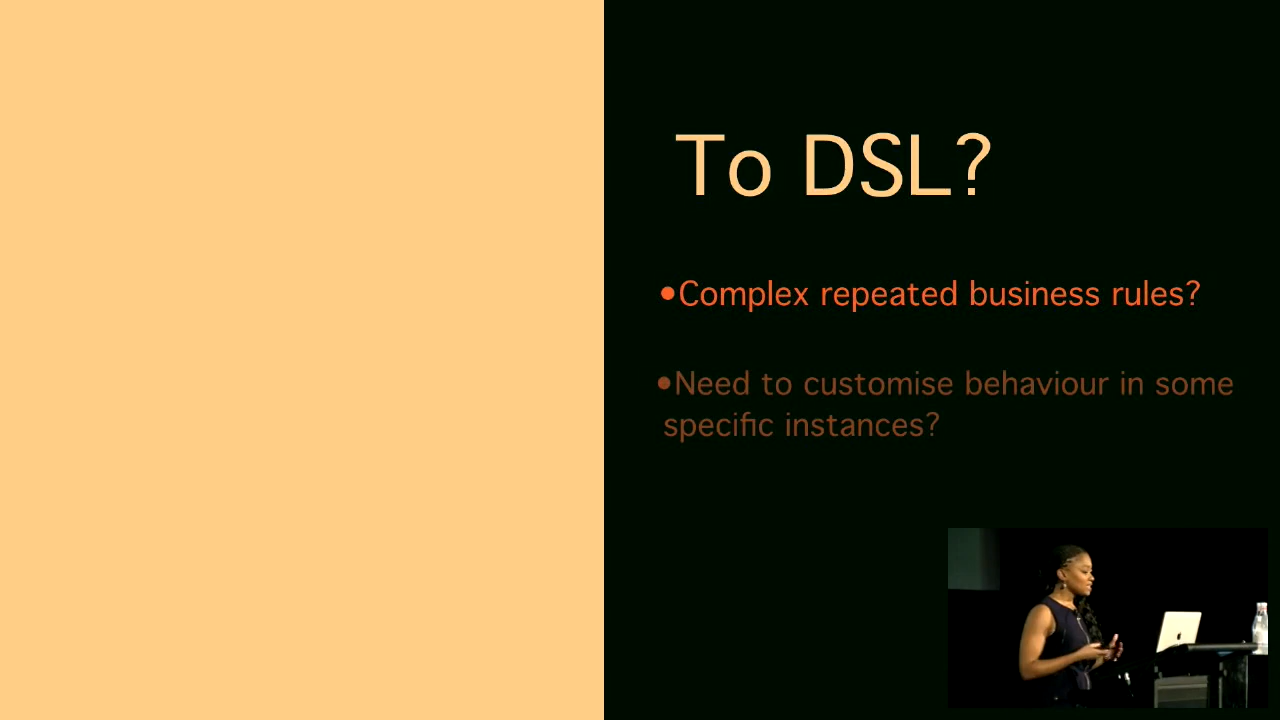 To DSL?
•Complex repeated business rules?
•Need to customise behaviour in some
specific instances?